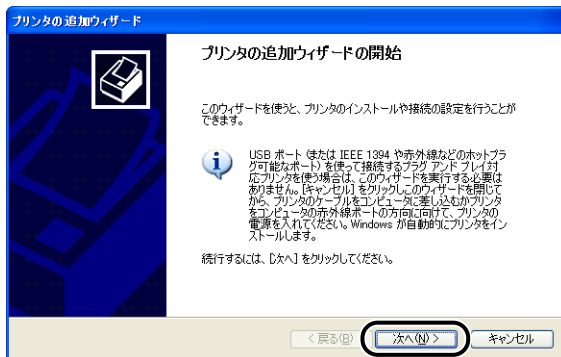 プリンタの追加ウィザード
プリンタの追加ウィザードの開始
このウィザードを使うと、プリンタのインストールや接続の設定を行うことが
できます。
USB ポート (または IEEE 1394 や赤外線などのホットプラ
グ可能なポート) を使って接続するプラグ アンド プレイ対
応プリンタを使う場合は、このウィザードを実行する必要は
ありません。[キャンセル] をクリックしこのウィザードを閉じて
から、プリンタのケーブルをコンピュータに差し込むかプリンタ
をコンピュータの赤外線ポートの方向に向けて、プリンタの
電源を入れてください。Windows が自動的にプリンタをイン
ストールします。
続行するには、[次へ] をクリックしてください。
< 戻る(B)
次へ(N) >
キャンセル